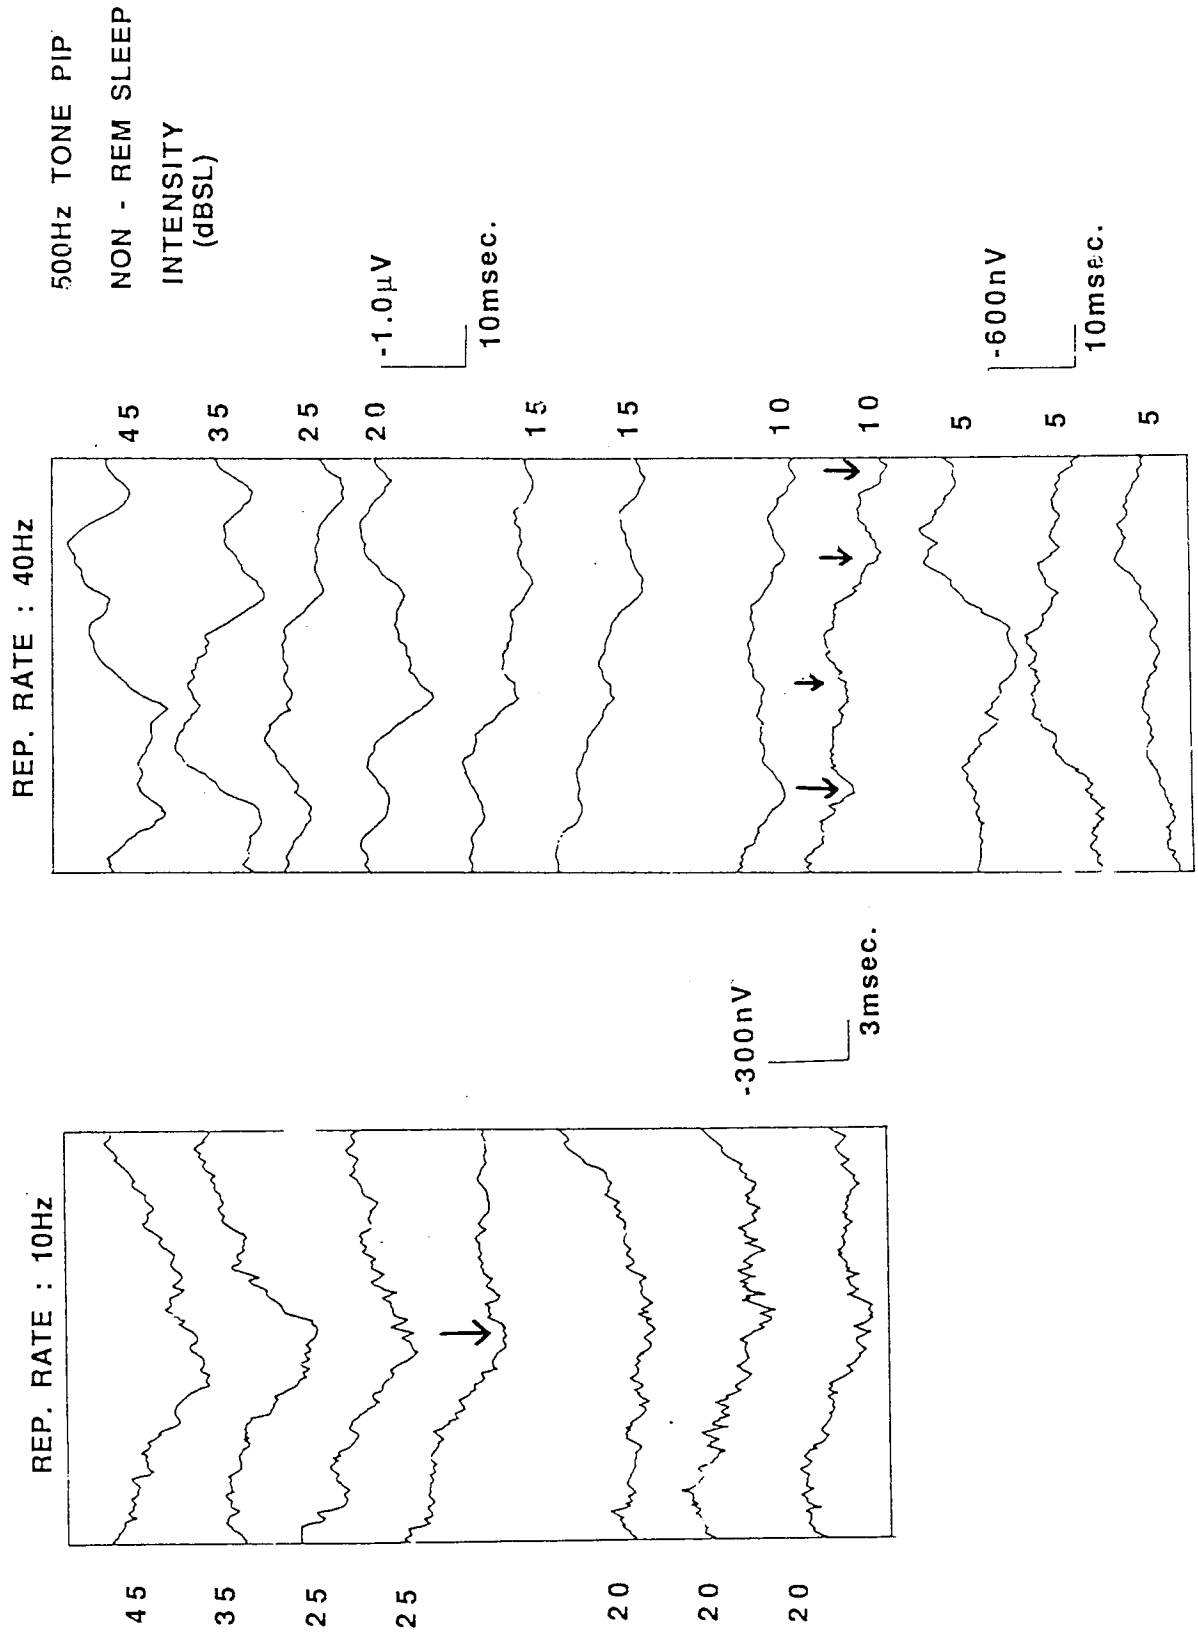 500Hz TONE PIP
NON - REM SLEEP
INTENSITY
(dBSL)
REP. RATE : 10Hz
45
35
25
25
20
20
20
-300nV
3msec.
REP. RATE : 40Hz
45
35
25
20
15
15
10
10
5
5
5
-1.0µV
10msec.
-600nV
10msec.